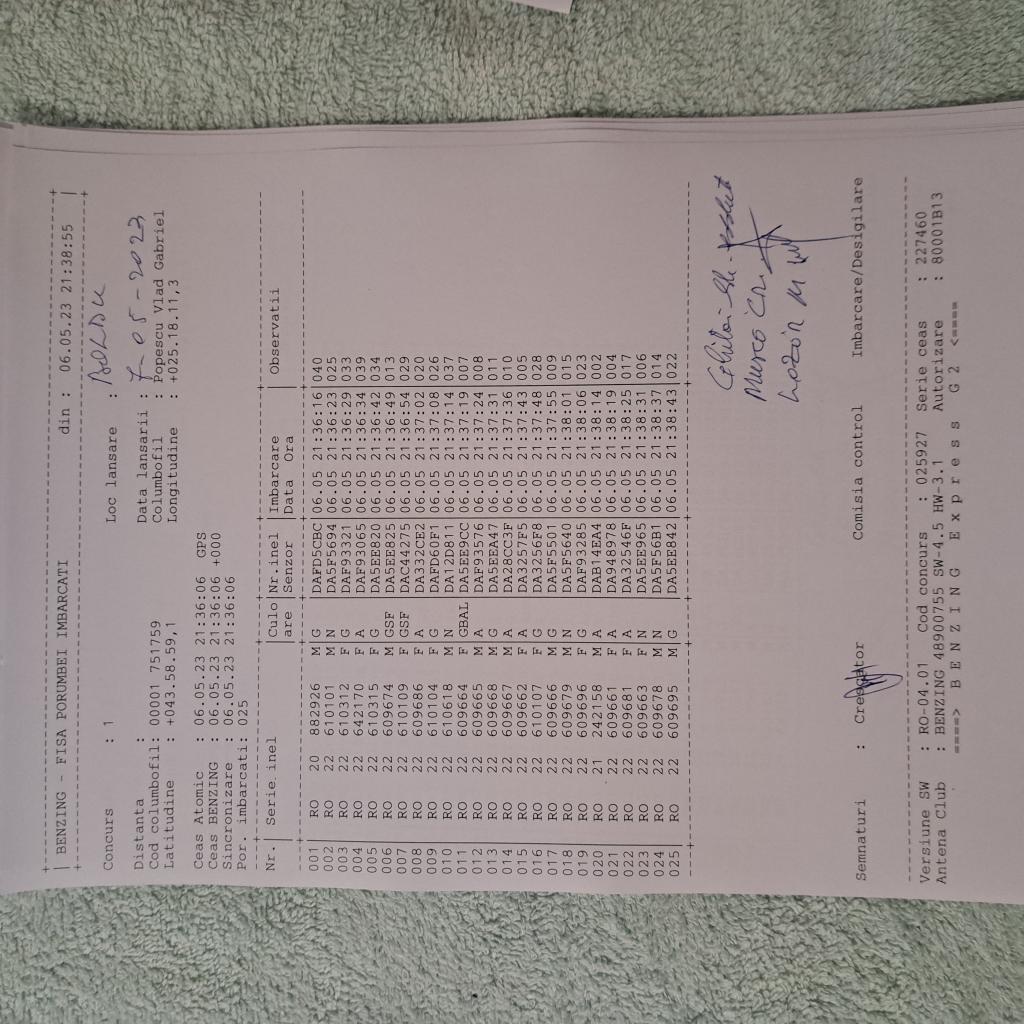 BENZING - FISA PORUMBEI IMBARCATI din : 06.05.23 21:38:55
Concurs : 1 Loc lansare : BOLDU
Distanta : Data lansarii : 7-05-2023
Cod columbofil: 00001 751759 Columbofil : Popescu Vlad Gabriel
Latitudine : +043.58.59,1 Longitudine : +025.18.11,3
Ceas Atomic : 06.05.23 21:36:06 GPS
Ceas BENZING : 06.05.23 21:36:06 +000
Sincronizare : 06.05.23 21:36:06
Por. imbarcati: 025
Nr. | Serie inel |Culo|Nr.inel |Imbarcare | Observatii
|are |Senzor |Data Ora |
001 RO 20 882926 M G DAFD5CBC 06.05 21:36:16 040
002 RO 22 610101 M N DA5F5694 06.05 21:36:23 025
003 RO 22 610312 F G DAF93321 06.05 21:36:29 033
004 RO 22 642170 F A DAF93065 06.05 21:36:34 039
005 RO 22 610315 F G DA5EE820 06.05 21:36:42 034
006 RO 22 609674 M GSF DA5EE825 06.05 21:36:49 013
007 RO 22 610109 F GSF DAC44275 06.05 21:36:54 029
008 RO 22 609686 F A DA332CE2 06.05 21:37:02 020
009 RO 22 610104 F G DAFD60F1 06.05 21:37:08 026
010 RO 22 610618 M N DA12D811 06.05 21:37:14 037
011 RO 22 609664 F GBAL DA5EE9CC 06.05 21:37:19 007
012 RO 22 609665 M A DAF93576 06.05 21:37:24 008
013 RO 22 609668 M G DA5EEA47 06.05 21:37:31 011
014 RO 22 609667 M A DA28CC3F 06.05 21:37:36 010
015 RO 22 609662 F A DA3257F5 06.05 21:37:43 005
016 RO 22 610107 F G DA3256F8 06.05 21:37:48 028
017 RO 22 609666 M G DA5F5501 06.05 21:37:55 009
018 RO 22 609679 M N DA5F5640 06.05 21:38:01 015
019 RO 22 609696 F G DAF93285 06.05 21:38:06 023
020 RO 21 242158 M A DAB14EA4 06.05 21:38:14 002
021 RO 22 609661 F A DA948978 06.05 21:38:19 004
022 RO 22 609681 F A DA32546F 06.05 21:38:25 017
023 RO 22 609663 F N DA5EE965 06.05 21:38:31 006
024 RO 22 609678 M N DA5F56B1 06.05 21:38:37 014
025 RO 22 609695 M G DA5EE842 06.05 21:38:43 022
Semnaturi : Crescator Comisia control Imbarcare/Desigilare
Versiune SW : RO-04.01 Cod concurs : 025927 Serie ceas : 227460
Antena Club : BENZING 48900755 SW-4.5 HW-3.1 Autorizare : 80001B13
====> B E N Z I N G E x p r e s s G 2 <====